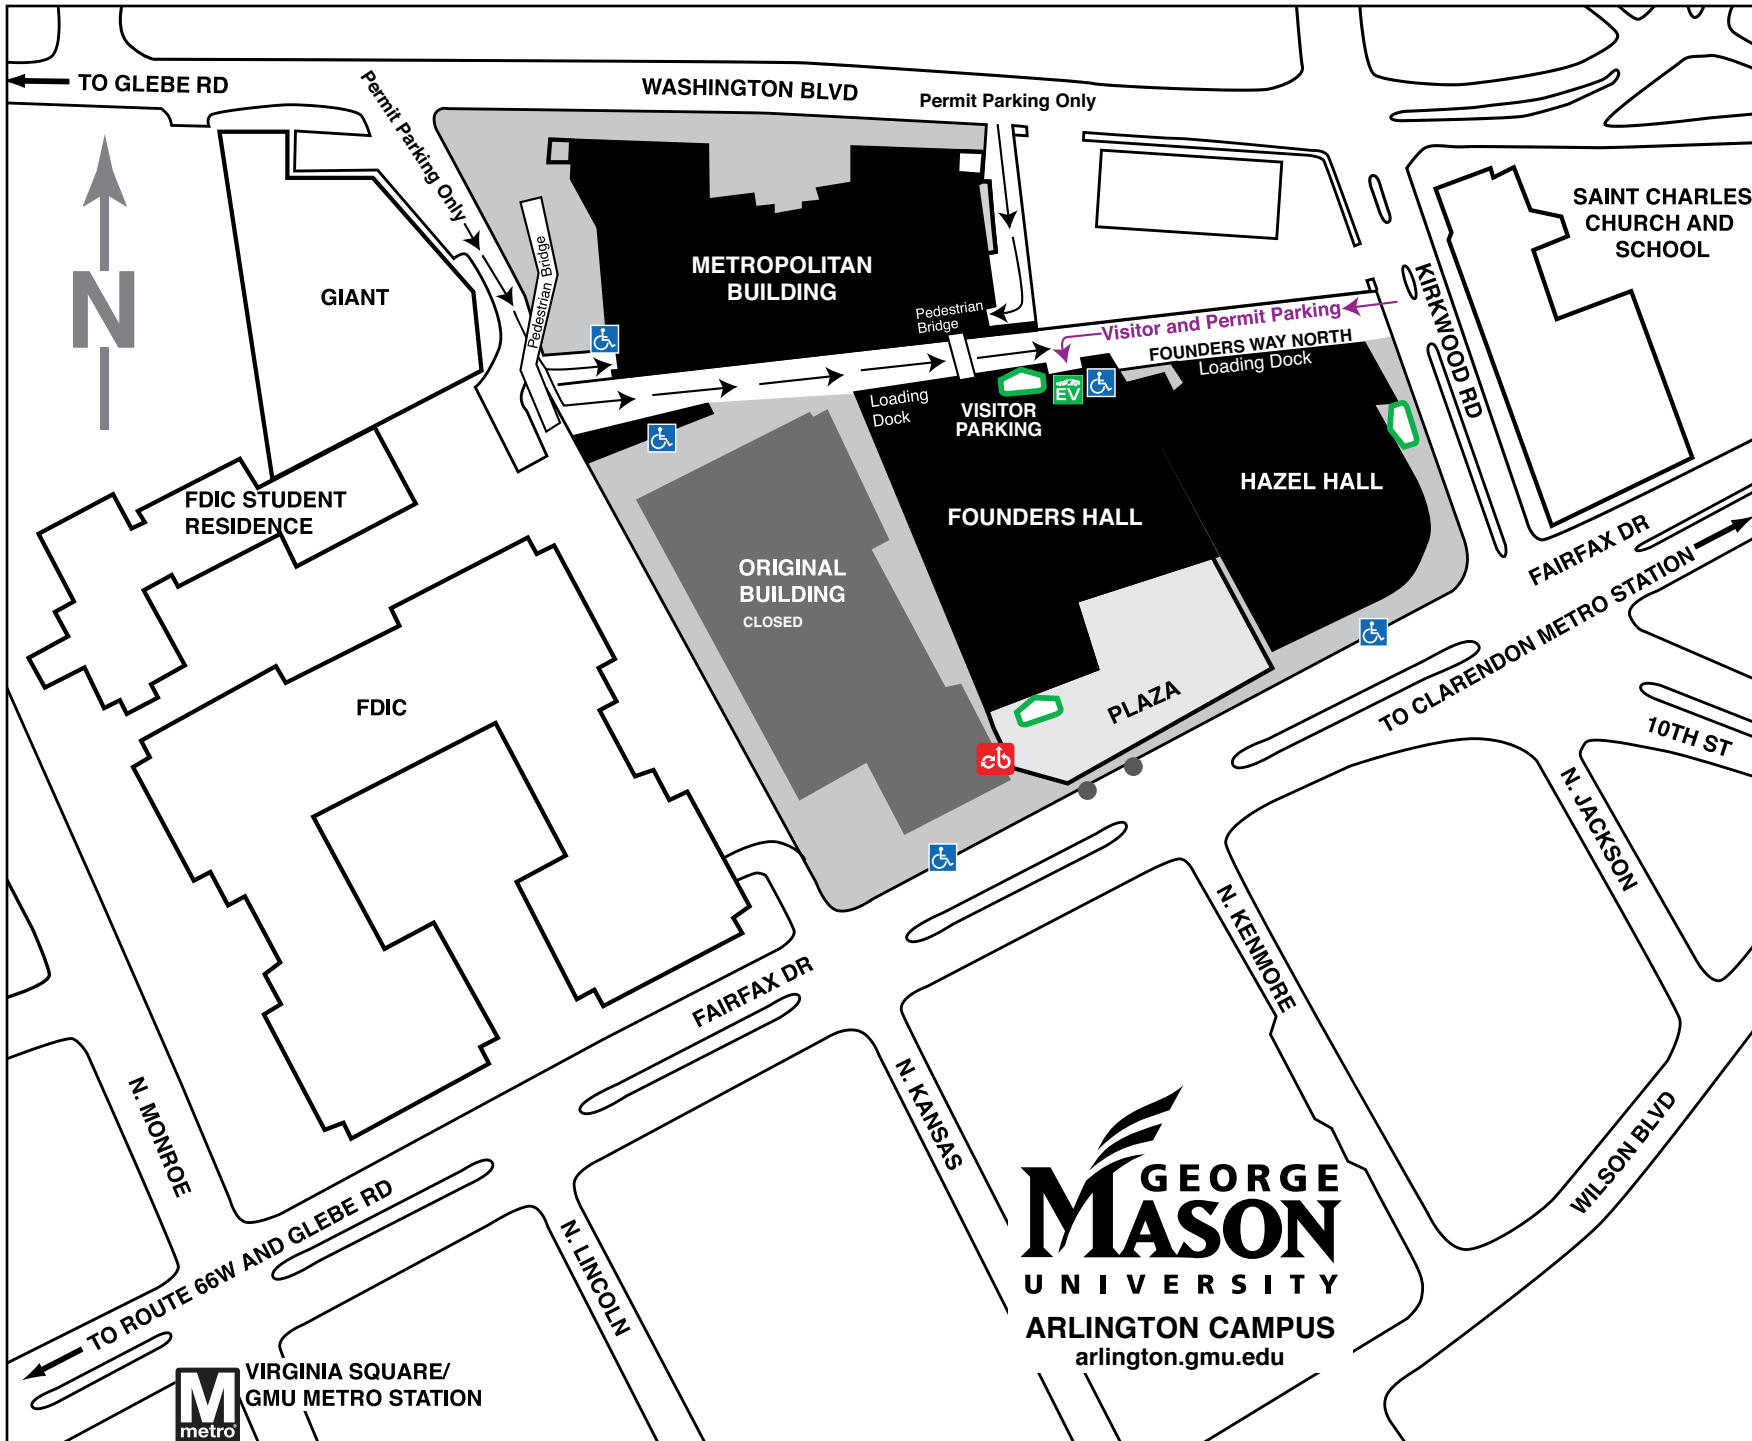 TO GLEBE RD
WASHINGTON BLVD
Permit Parking Only
Permit Parking Only
N
GIANT
Pedestrian Bridge
METROPOLITAN
BUILDING
Pedestrian
Bridge
SAINT CHARLES
CHURCH AND
SCHOOL
KIRKWOOD RD
Visitor and Permit Parking
FOUNDERS WAY NORTH
Loading Dock
Loading
Dock
VISITOR
PARKING
EV
FDIC STUDENT
RESIDENCE
HAZEL HALL
FOUNDERS HALL
ORIGINAL
BUILDING
CLOSED
FAIRFAX DR
TO CLARENDON METRO STATION
FDIC
PLAZA
10TH ST
N. JACKSON
N. KENMORE
FAIRFAX DR
N. KANSAS
N. MONROE
WILSON BLVD
TO ROUTE 66W AND GLEBE RD
N. LINCOLN
GEORGE
MASON
UNIVERSITY
ARLINGTON CAMPUS
arlington.gmu.edu
M
metro
VIRGINIA SQUARE/
GMU METRO STATION